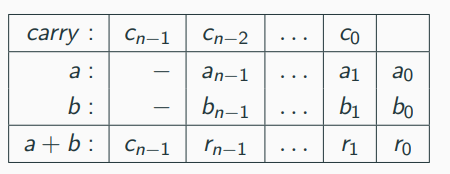 carry : c_{n−1} c_{n−2} ... c_0
a : − a_{n−1} ... a_1 a_0
b : − b_{n−1} ... b_1 b_0
a + b : c_{n−1} r_{n−1} ... r_1 r_0